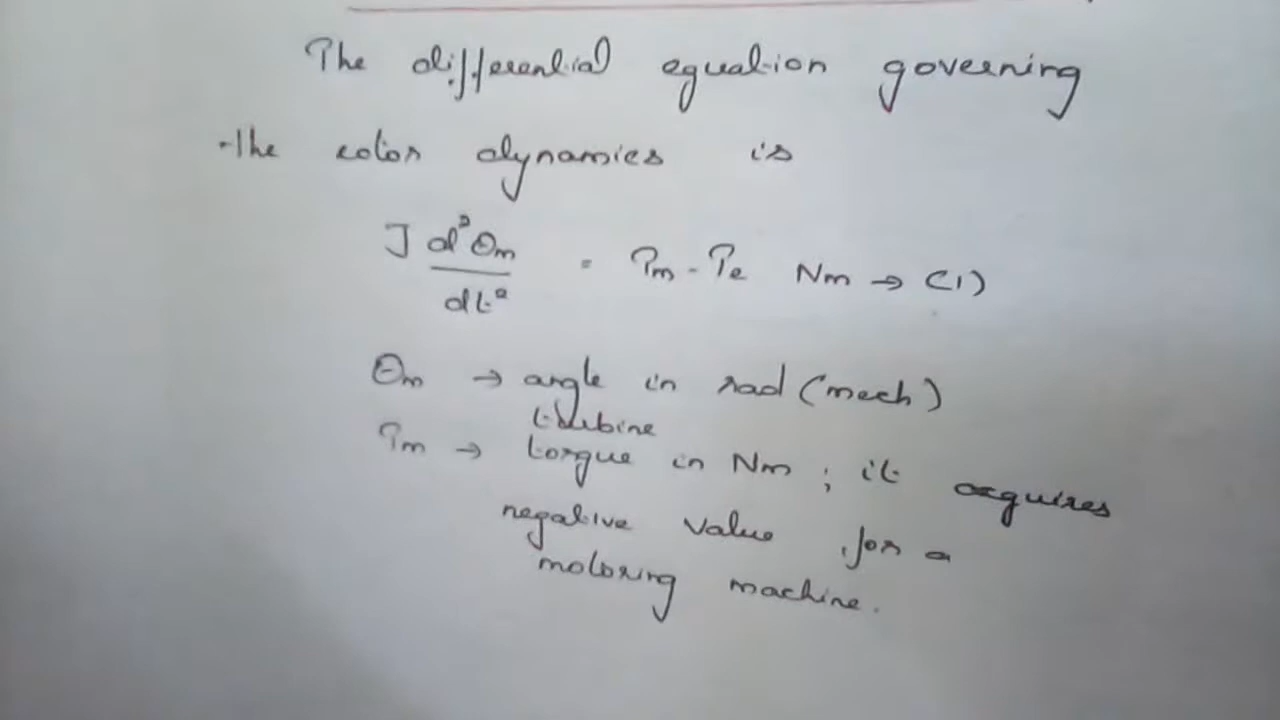 The differential equation governing
the rotor dynamics is
J d²θm / dt² = Tm - Te Nm → (1)
θm → angle in rad (mech)
turbine
Tm → torque in Nm ; it acquires
negative value for a
motoring machine.